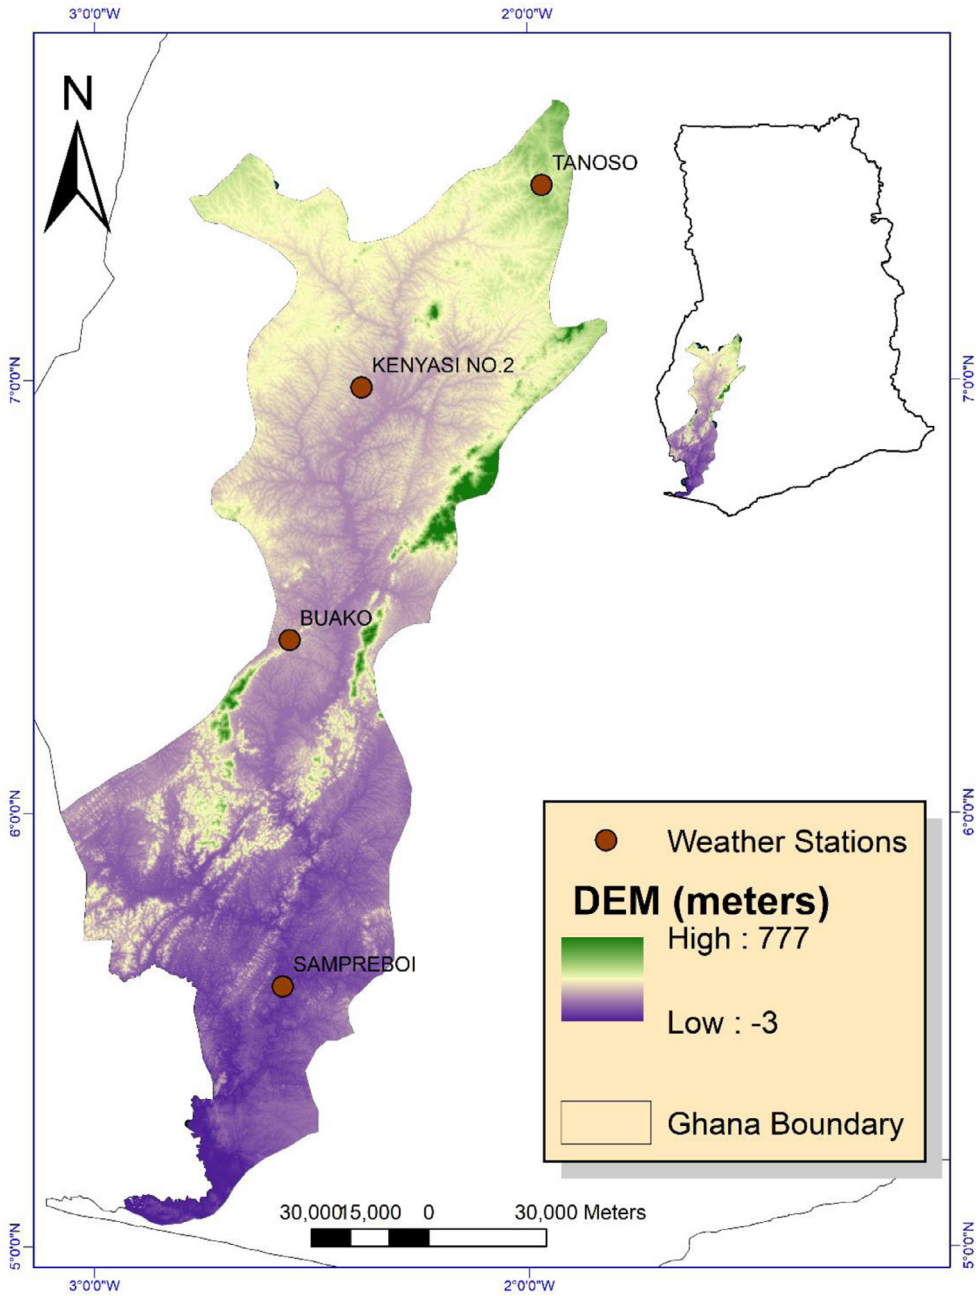 3°0'0"W
2°0'0"W
N
TANOSO
KENYASI NO.2
7°0'0"N
7°0'0"N
BUAKO
6°0'0"N
6°0'0"N
Weather Stations
DEM (meters)
High : 777
Low : -3
Ghana Boundary
SAMPREBOI
30,000 15,000 0 30,000 Meters
5°0'0"N
5°0'0"N
3°0'0"W
2°0'0"W